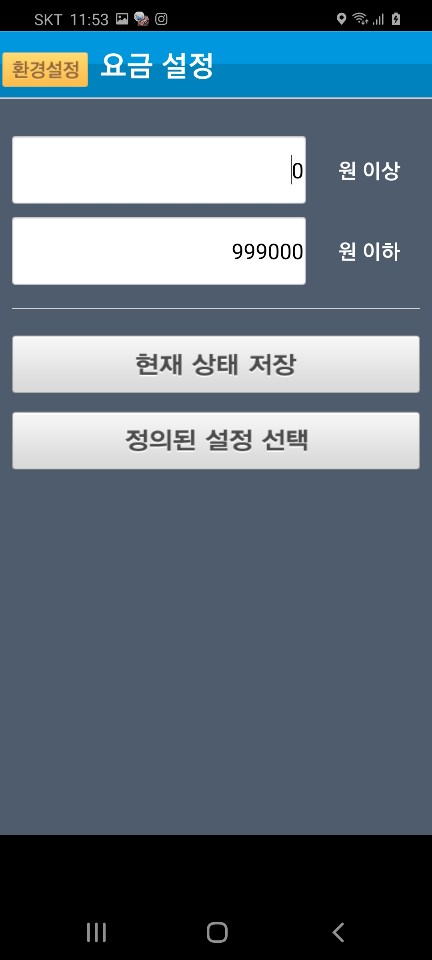 SKT 11:53
환경설정 요금 설정
0 원 이상
999000 원 이하
현재 상태 저장
정의된 설정 선택